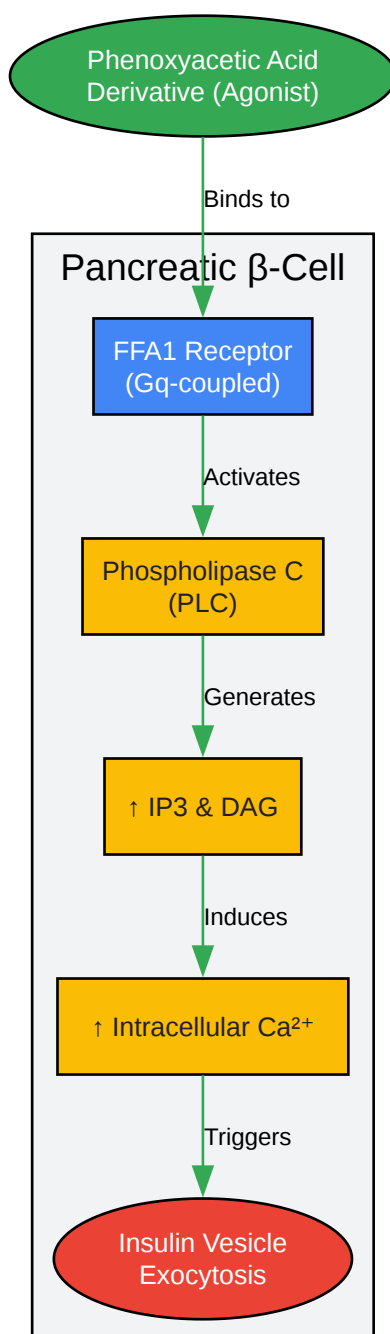 Phenoxyacetic Acid
Derivative (Agonist)
Binds to
Pancreatic β-Cell
FFA1 Receptor
(Gq-coupled)
Activates
Phospholipase C
(PLC)
Generates
↑ IP3 & DAG
Induces
↑ Intracellular Ca²⁺
Triggers
Insulin Vesicle
Exocytosis